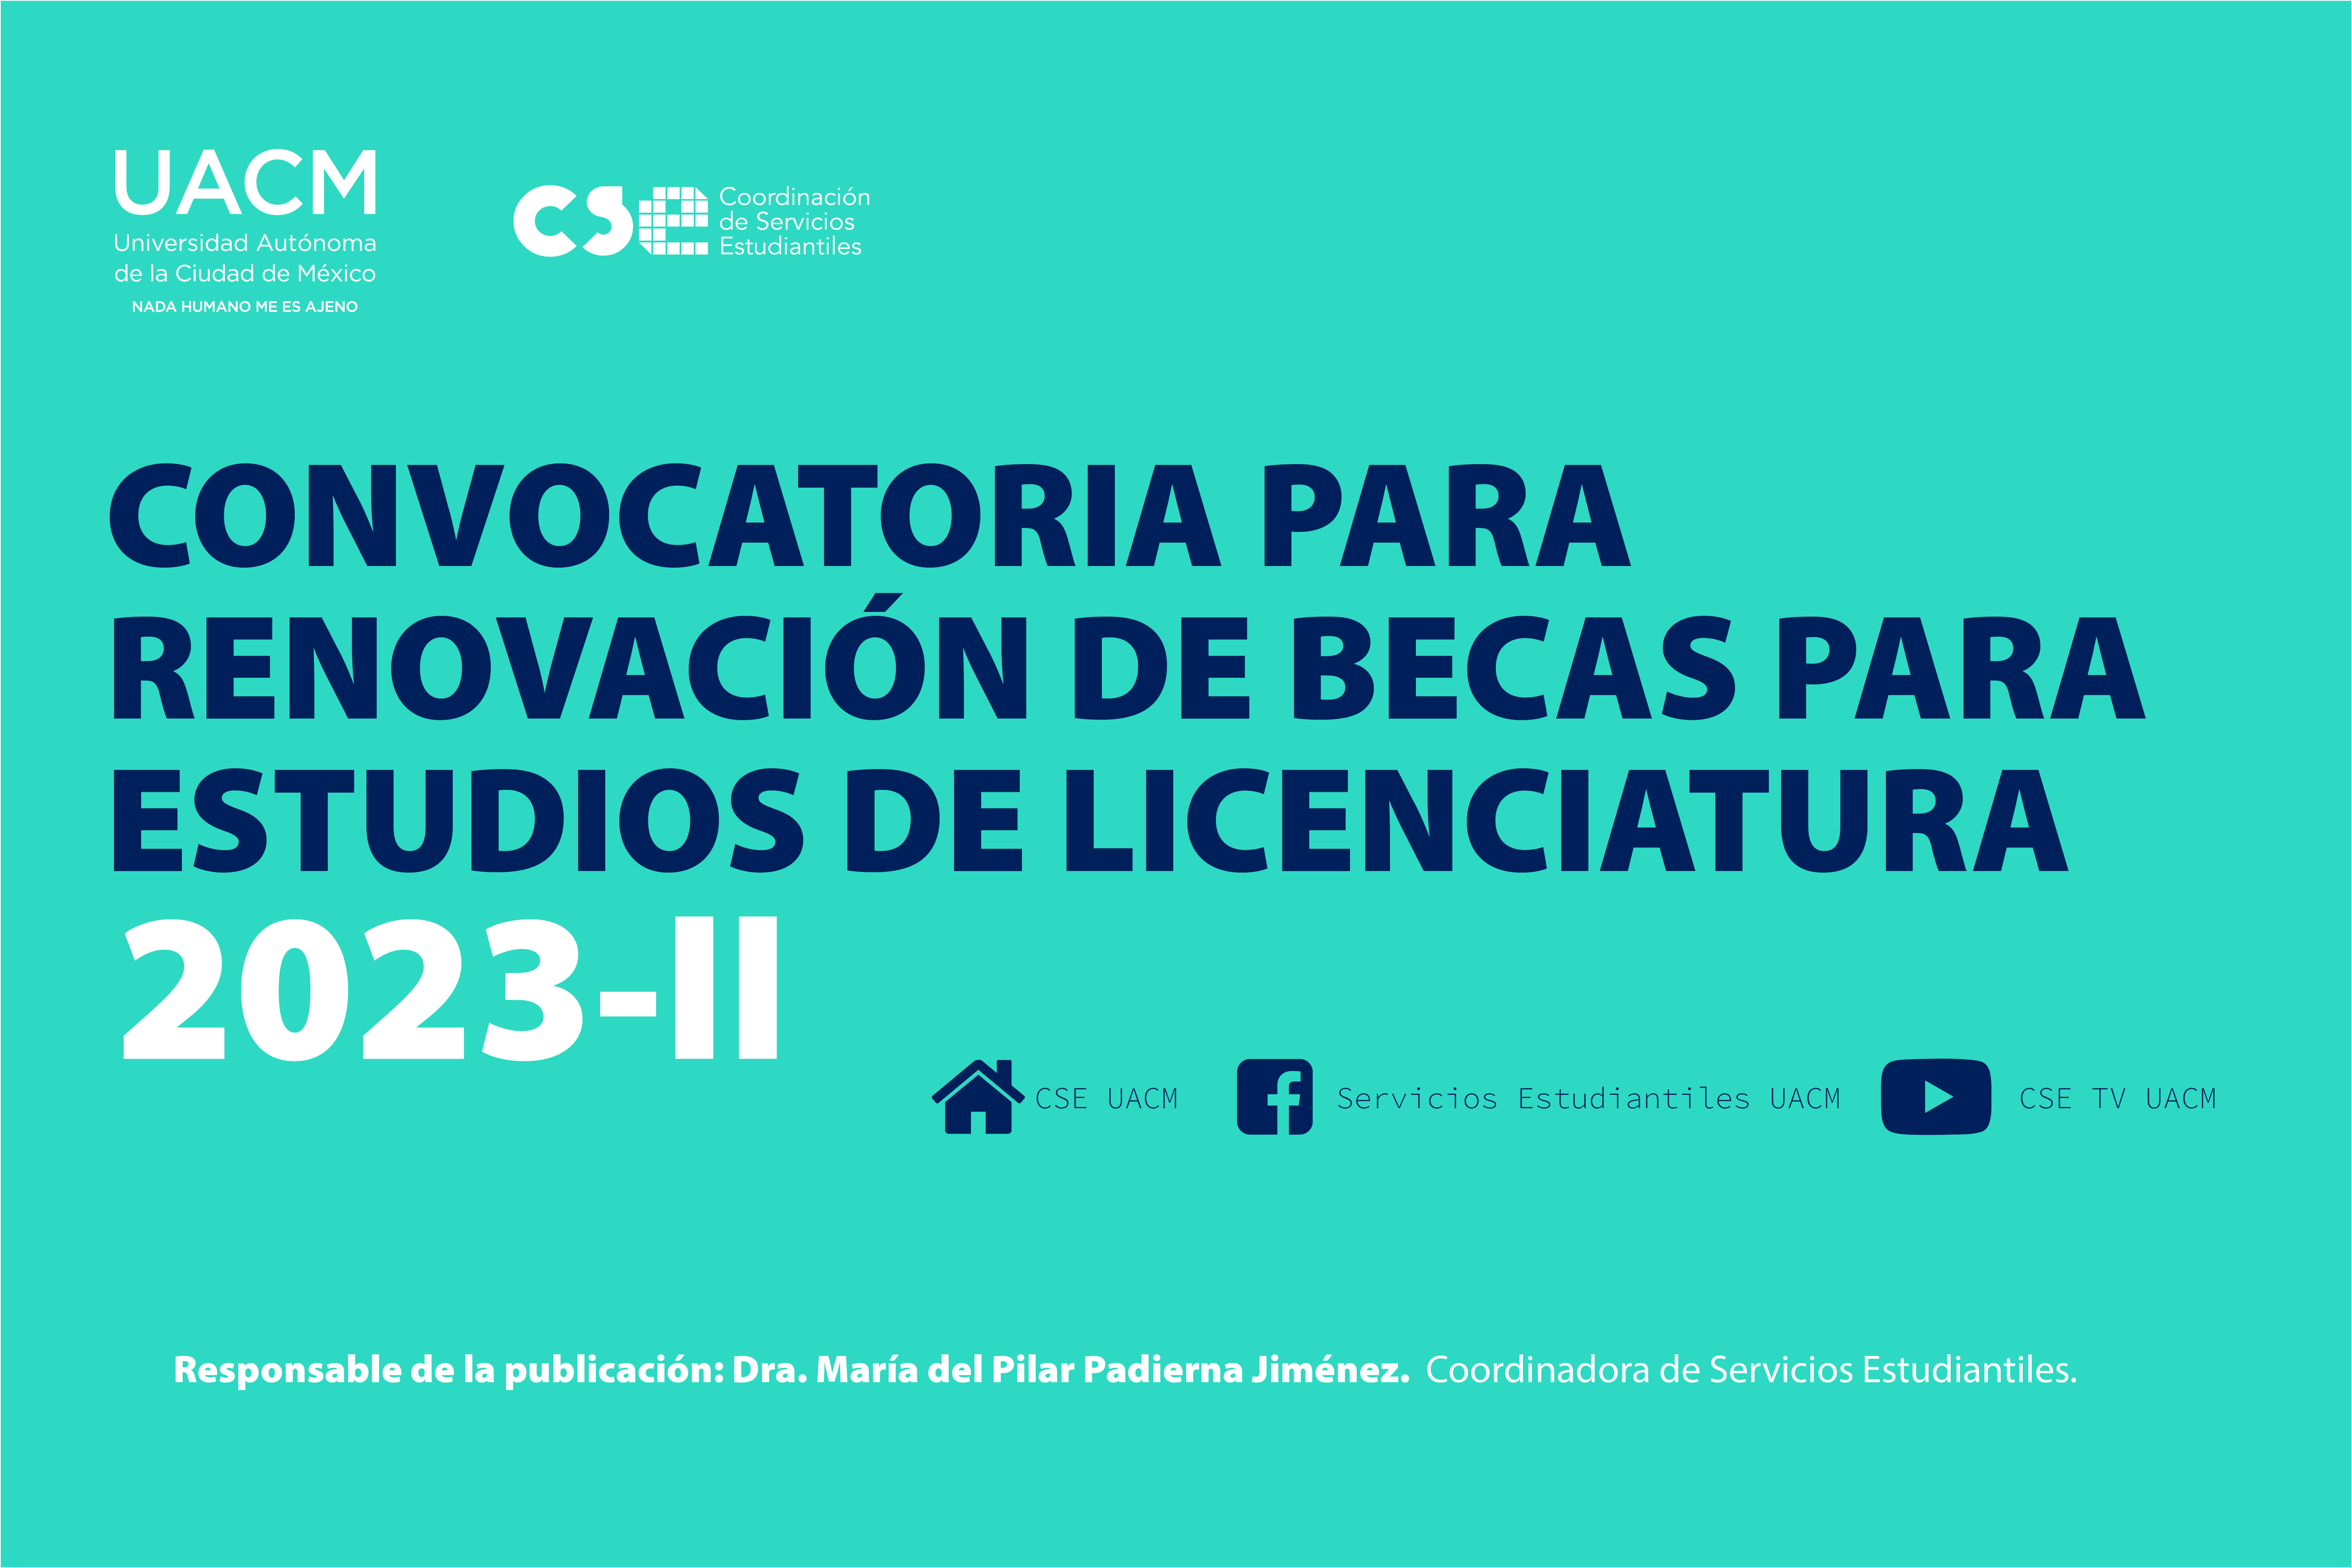 UACM
Universidad Autónoma
de la Ciudad de México
NADA HUMANO ME ES AJENO
cse
Coordinación
de Servicios
Estudiantiles
CONVOCATORIA PARA
RENOVACIÓN DE BECAS PARA
ESTUDIOS DE LICENCIATURA
2023-II
CSE UACM
Servicios Estudiantiles UACM
CSE TV UACM
Responsable de la publicación: Dra. María del Pilar Padierna Jiménez. Coordinadora de Servicios Estudiantiles.